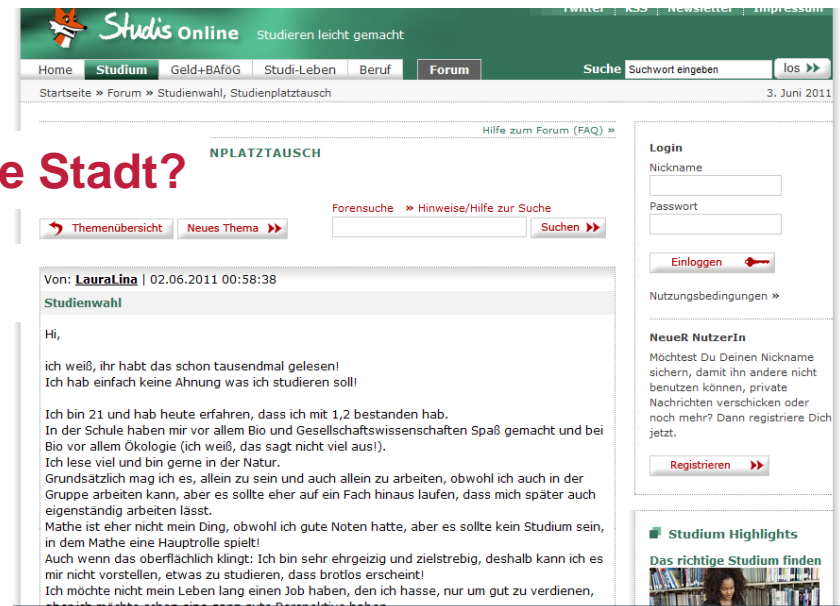 Twitter RSS Newsletter Impressum
Studis Online Studieren leicht gemacht
Home Studium Geld+BAföG Studi-Leben Beruf Forum Suche Suchwort eingeben los
Startseite » Forum » Studienwahl, Studienplatztausch 3. Juni 2011
Hilfe zum Forum (FAQ) »
NPLATZTAUSCH
e Stadt?
Forensuche » Hinweise/Hilfe zur Suche
Themenübersicht Neues Thema Suchen
Von: LauraLina | 02.06.2011 00:58:38
Studienwahl
Hi,
ich weiß, ihr habt das schon tausendmal gelesen!
Ich hab einfach keine Ahnung was ich studieren soll!
Ich bin 21 und hab heute erfahren, dass ich mit 1,2 bestanden hab.
In der Schule haben mir vor allem Bio und Gesellschaftswissenschaften Spaß gemacht und bei
Bio vor allem Ökologie (ich weiß, das sagt nicht viel aus!).
Ich lese viel und bin gerne in der Natur.
Grundsätzlich mag ich es, allein zu sein und auch allein zu arbeiten, obwohl ich auch in der
Gruppe arbeiten kann, aber es sollte eher auf ein Fach hinaus laufen, dass mich später auch
eigenständig arbeiten lässt.
Mathe ist eher nicht mein Ding, obwohl ich gute Noten hatte, aber es sollte kein Studium sein,
in dem Mathe eine Hauptrolle spielt!
Auch wenn das oberflächlich klingt: Ich bin sehr ehrgeizig und zielstrebig, deshalb kann ich es
mir nicht vorstellen, etwas zu studieren, dass brotlos erscheint!
Ich möchte nicht mein Leben lang einen Job haben, den ich hasse, nur um gut zu verdienen,
Login
Nickname
Passwort
Einloggen
Nutzungsbedingungen »
NeueR NutzerIn
Möchtest Du Deinen Nickname
sichern, damit ihn andere nicht
benutzen können, private
Nachrichten verschicken oder
noch mehr? Dann registriere Dich
jetzt.
Registrieren
Studium Highlights
Das richtige Studium finden